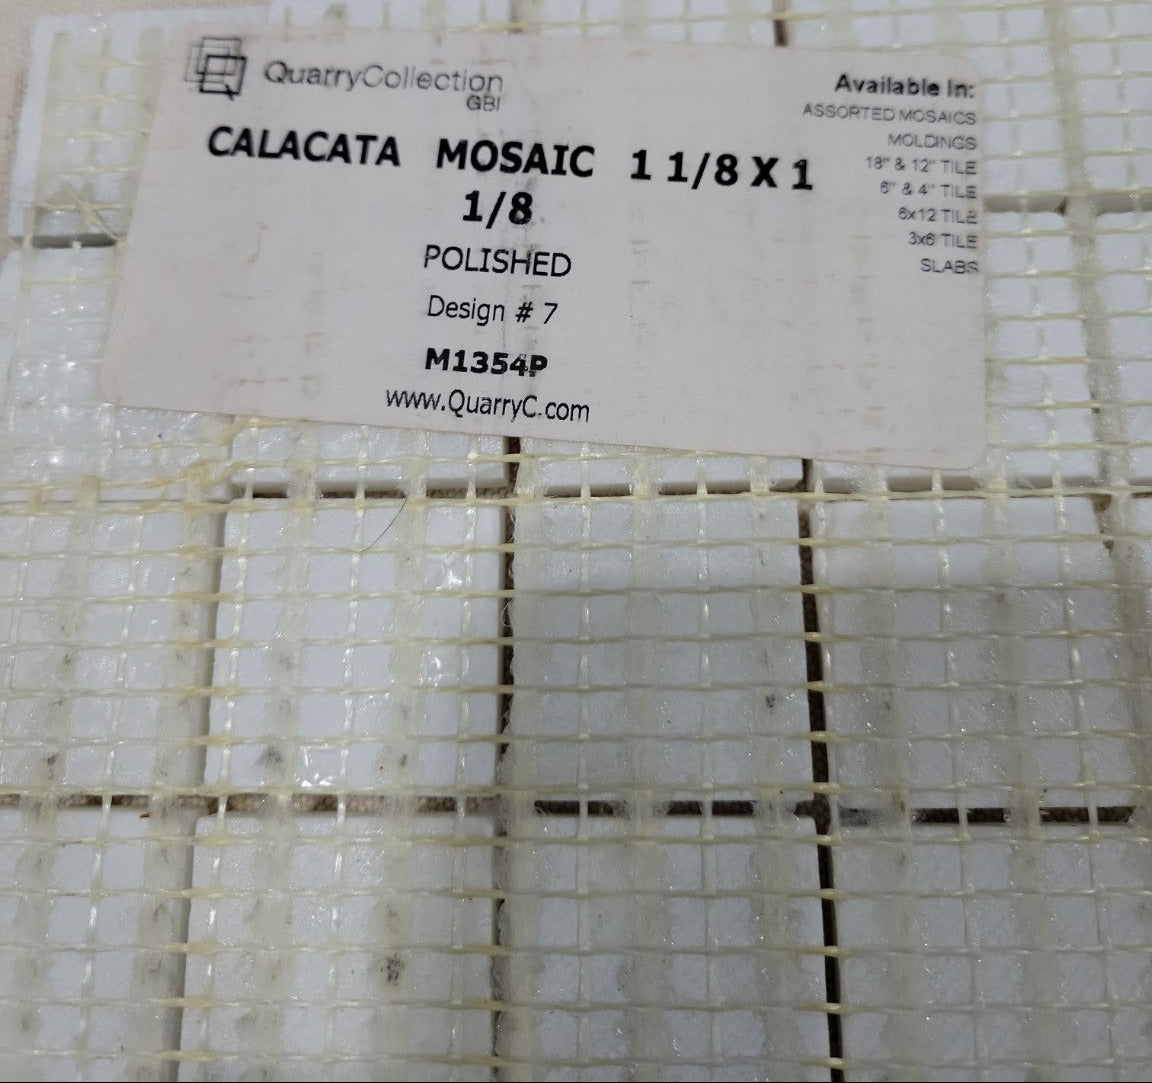 QuarryCollection
GBI
CALACATA MOSAIC 1 1/8 X 1
1/8
POLISHED
Design # 7
M1354P
www.QuarryC.com
Available In:
ASSORTED MOSAICS
MOLDINGS
18" & 12" TILE
6" & 4" TILE
6x12 TILE
3x6 TILE
SLABS